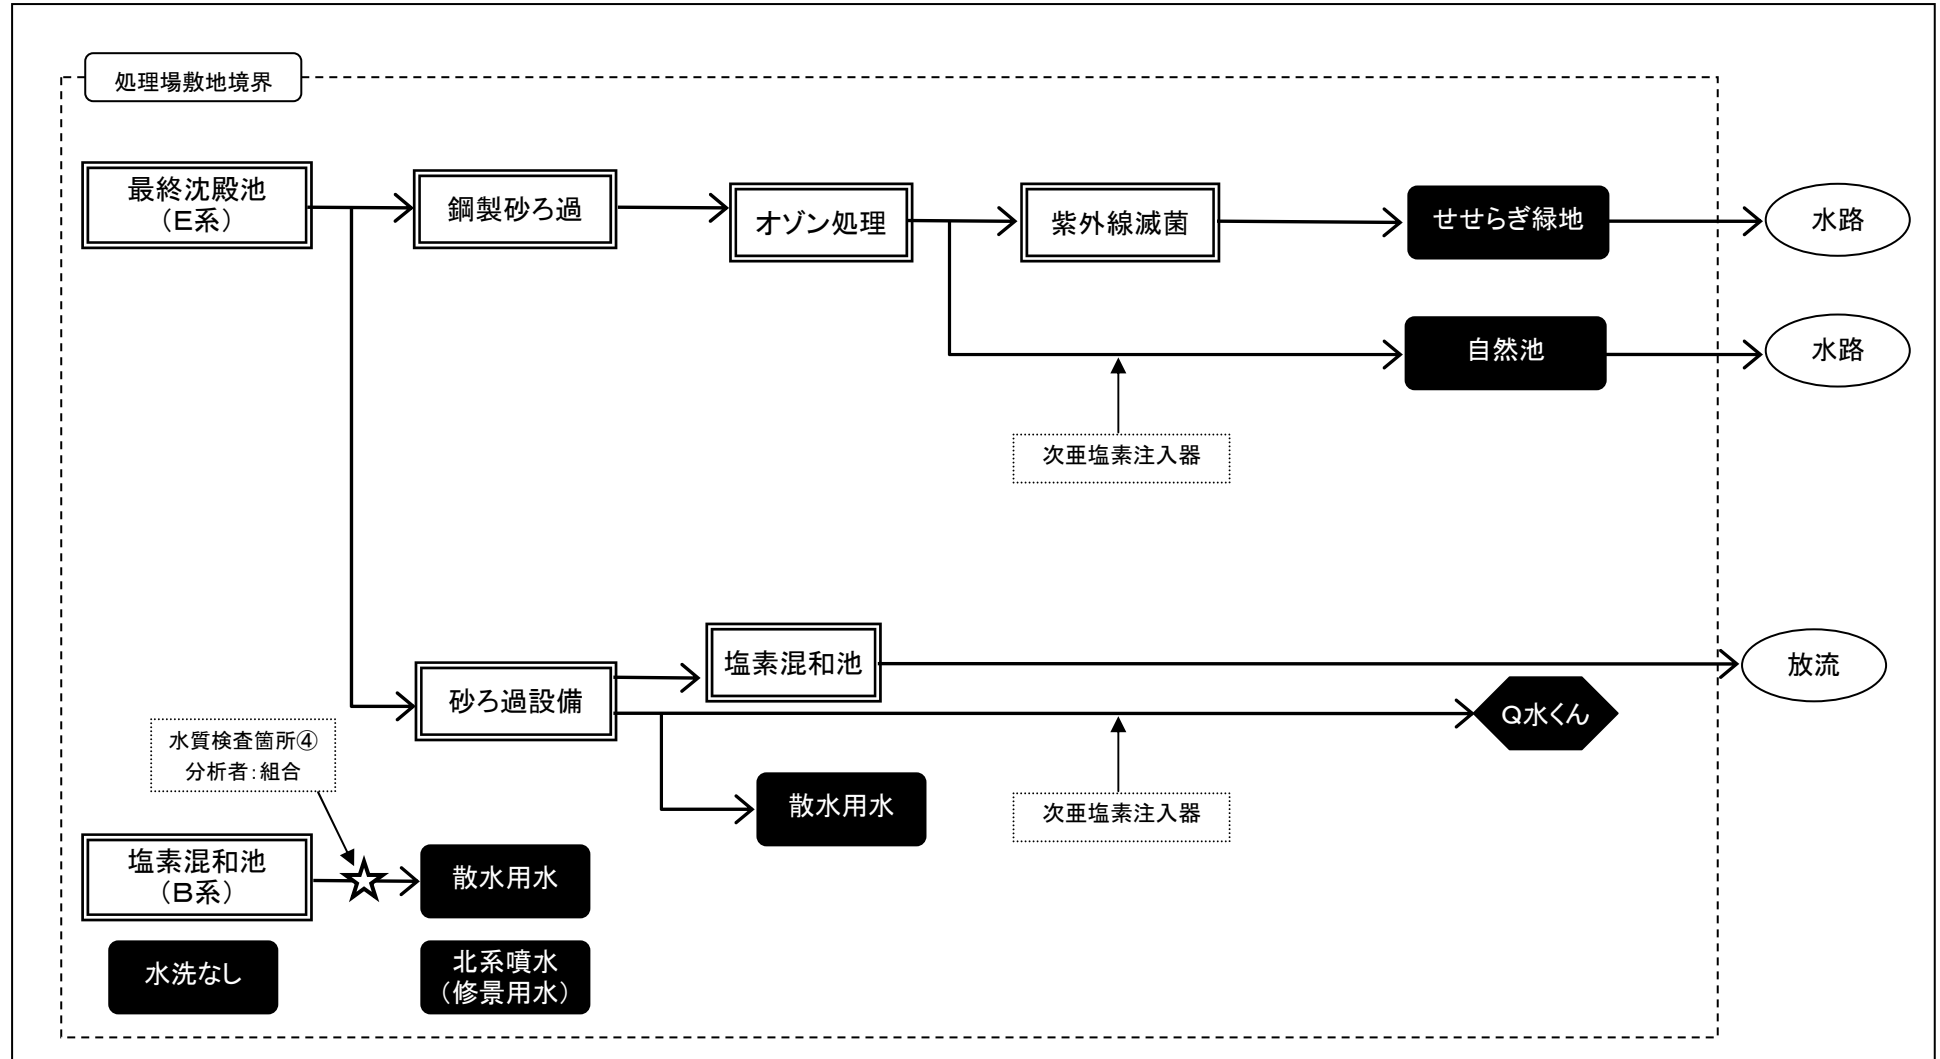 処理場敷地境界
最終沈殿池
（E系）
鋼製砂ろ過
オゾン処理
紫外線滅菌
せせらぎ緑地
水路
自然池
水路
次亜塩素注入器
塩素混和池
放流
砂ろ過設備
Q水くん
水質検査箇所④
分析者：組合
散水用水
次亜塩素注入器
塩素混和池
（B系）
散水用水
水洗なし
北系噴水
（修景用水）